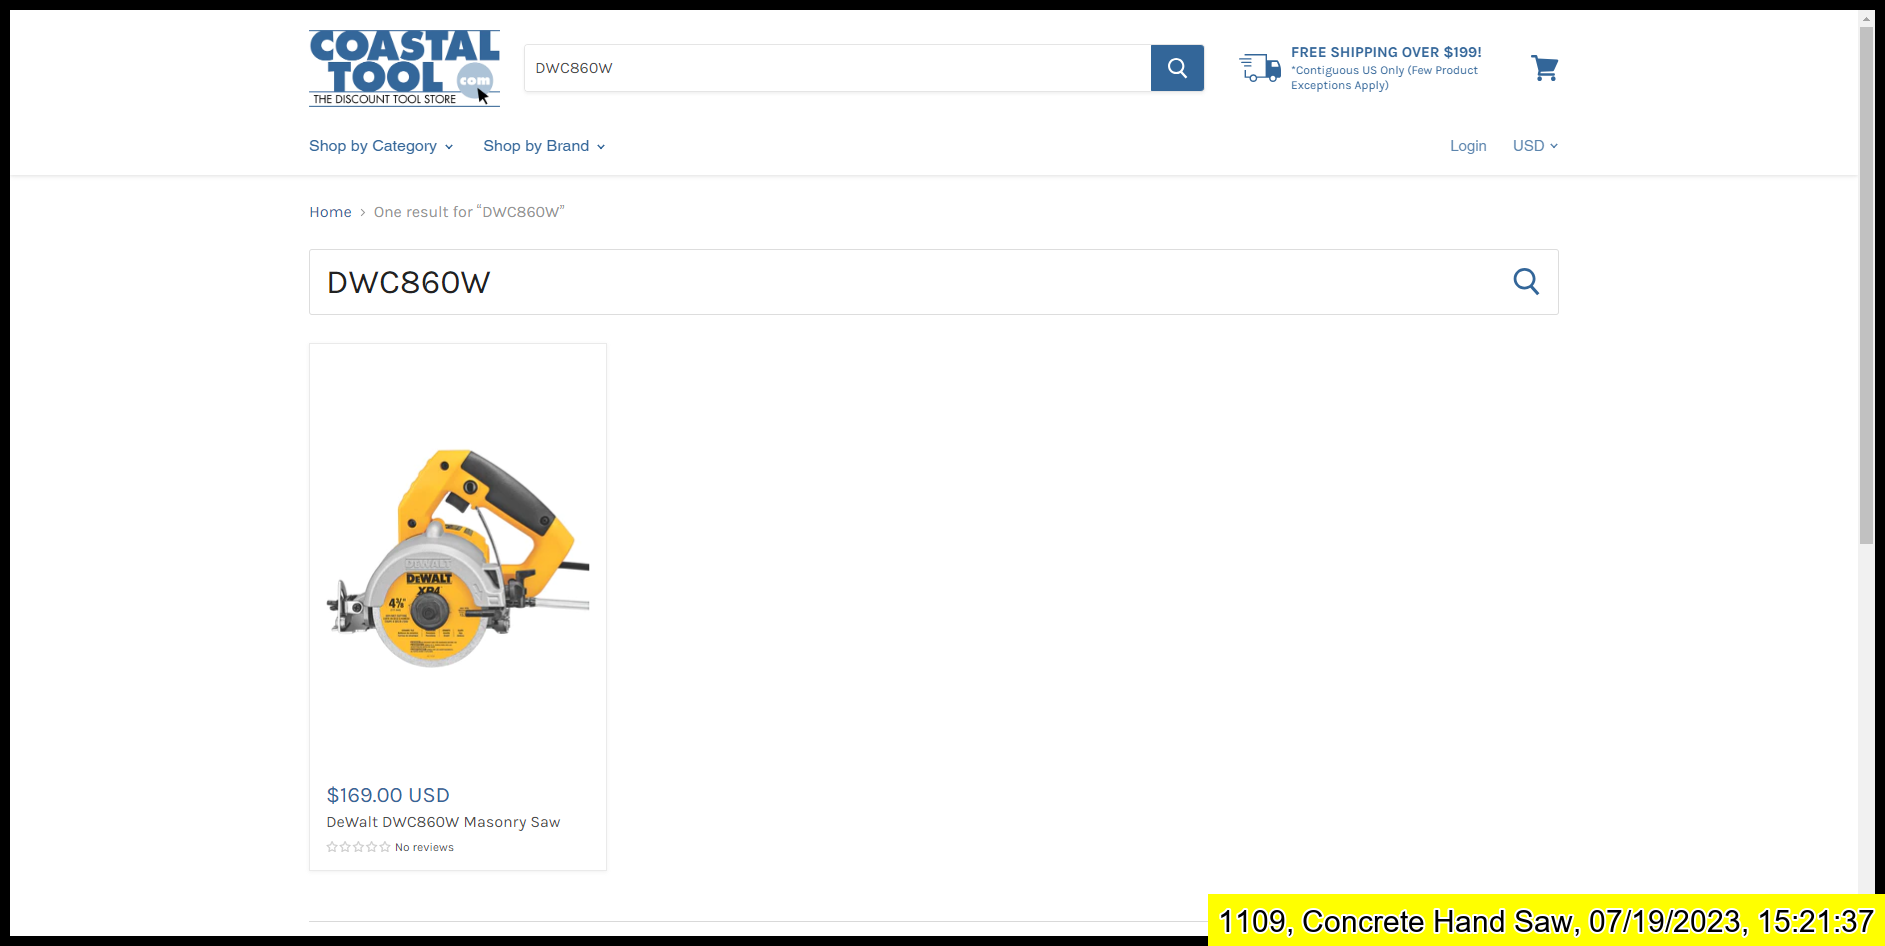 COASTAL
TOOL
com
THE DISCOUNT TOOL STORE
DWC860W
FREE SHIPPING OVER $199!
*Contiguous US Only (Few Product
Exceptions Apply)
Shop by Category
Shop by Brand
Login
USD
Home > One result for “DWC860W”
DWC860W
DEWALT
DEWALT
XP4
4 3/8"
$169.00 USD
DeWalt DWC860W Masonry Saw
No reviews
1109, Concrete Hand Saw, 07/19/2023, 15:21:37